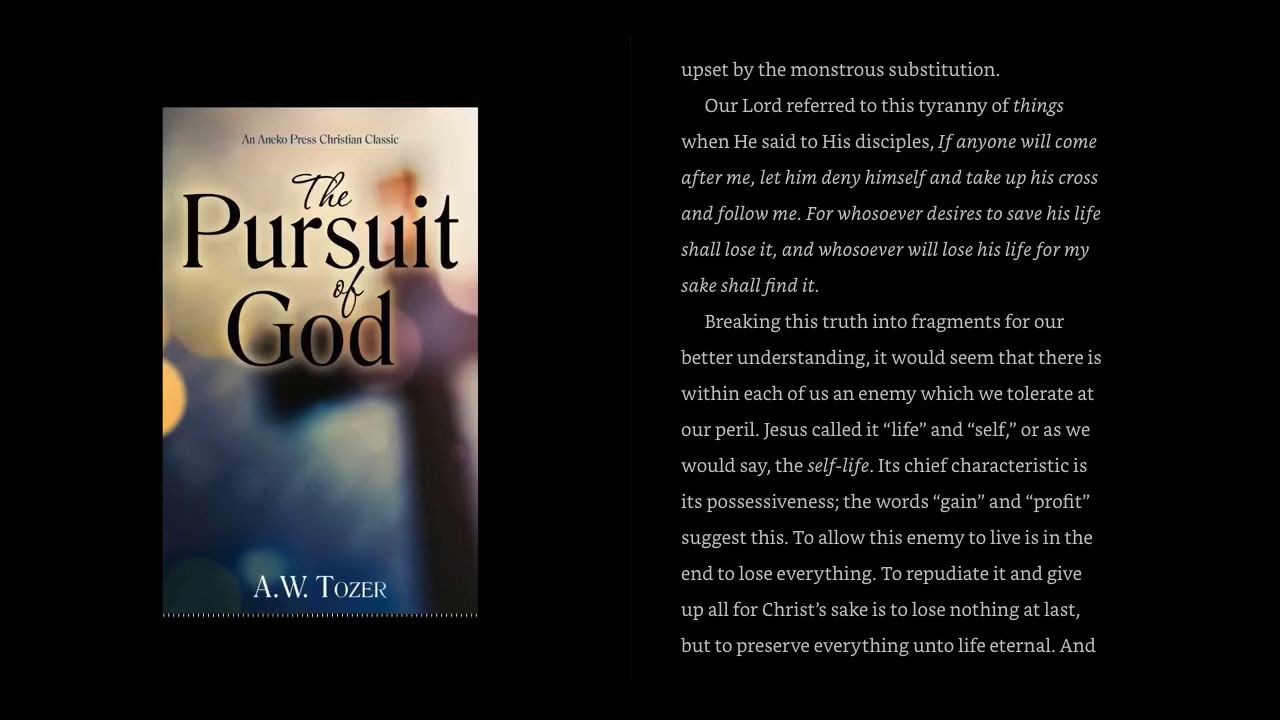 An Aneko Press Christian Classic
The
Pursuit
of
God
A.W. Tozer
upset by the monstrous substitution.
Our Lord referred to this tyranny of things
when He said to His disciples, If anyone will come
after me, let him deny himself and take up his cross
and follow me. For whosoever desires to save his life
shall lose it, and whosoever will lose his life for my
sake shall find it.
Breaking this truth into fragments for our
better understanding, it would seem that there is
within each of us an enemy which we tolerate at
our peril. Jesus called it “life” and “self,” or as we
would say, the self-life. Its chief characteristic is
its possessiveness; the words “gain” and “profit”
suggest this. To allow this enemy to live is in the
end to lose everything. To repudiate it and give
up all for Christ’s sake is to lose nothing at last,
but to preserve everything unto life eternal. And